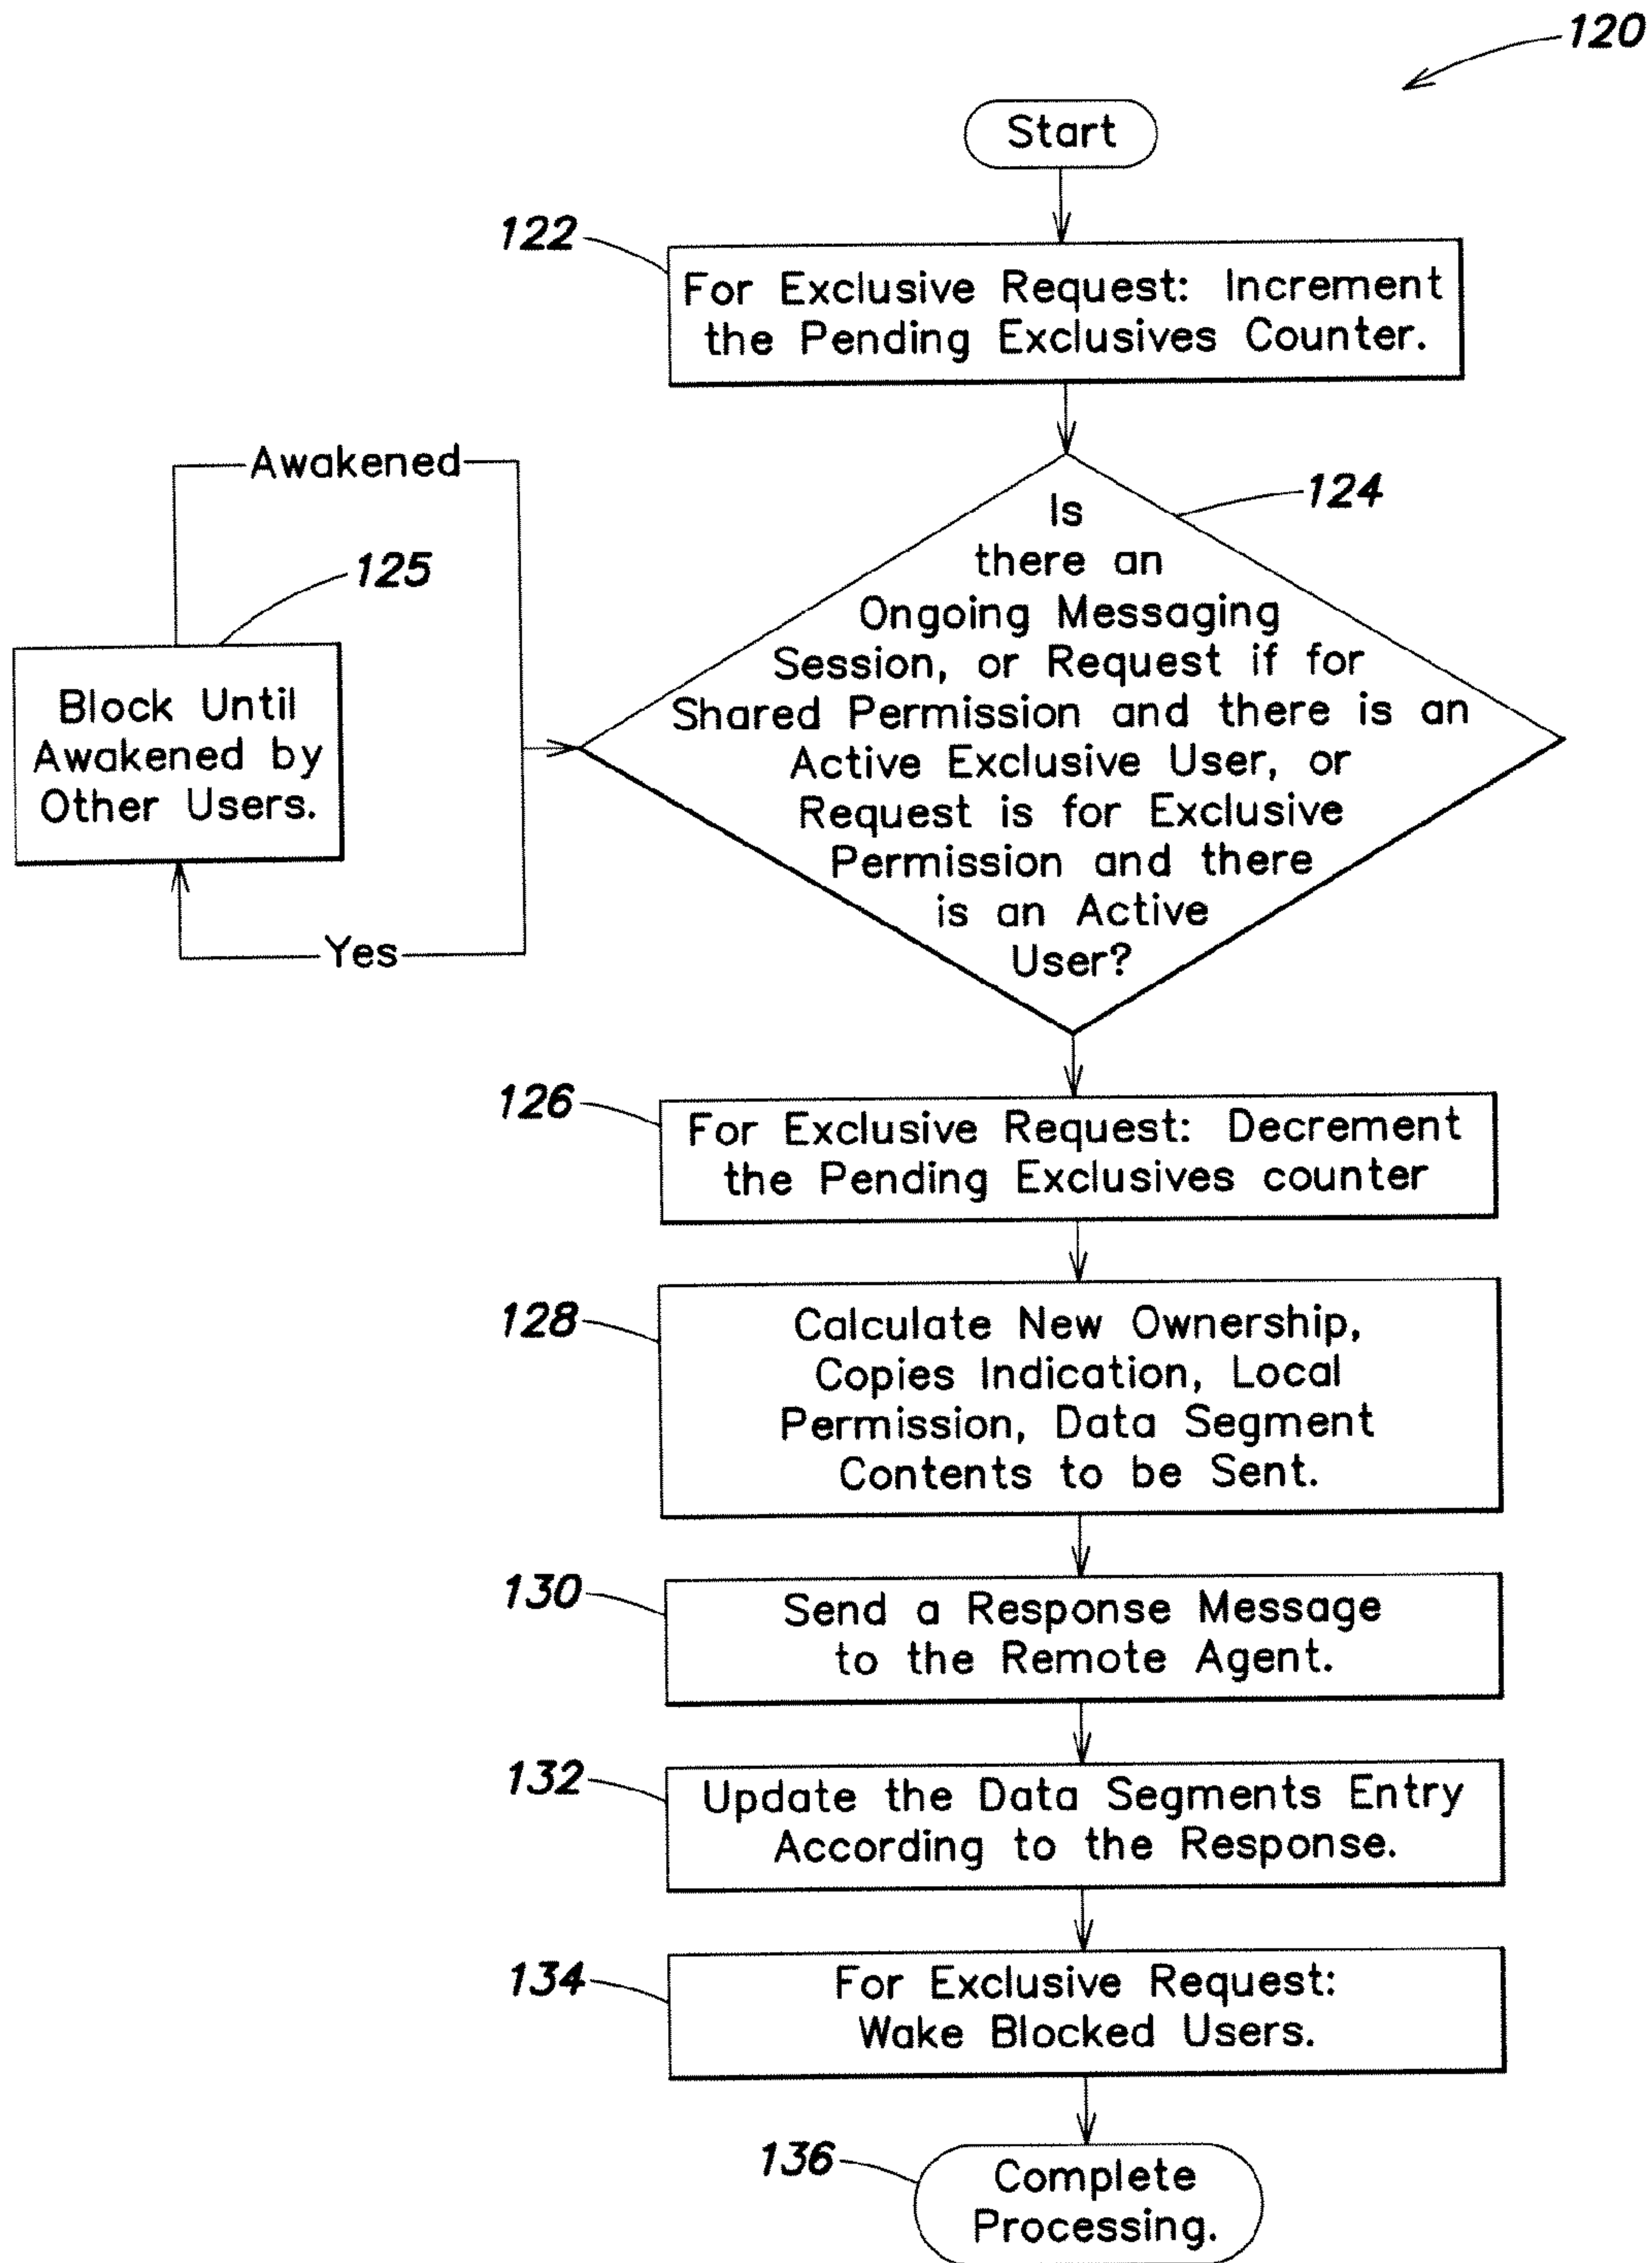 120
Start
122
For Exclusive Request: Increment
the Pending Exclusives Counter.
Awakened
124
Is
there an
Ongoing Messaging
Session, or Request if for
Shared Permission and there is an
Active Exclusive User, or
Request is for Exclusive
Permission and there
is an Active
User?
125
Block Until
Awakened by
Other Users.
Yes
126
For Exclusive Request: Decrement
the Pending Exclusives counter
128
Calculate New Ownership,
Copies Indication, Local
Permission, Data Segment
Contents to be Sent.
130
Send a Response Message
to the Remote Agent.
132
Update the Data Segments Entry
According to the Response.
134
For Exclusive Request:
Wake Blocked Users.
136
Complete
Processing.